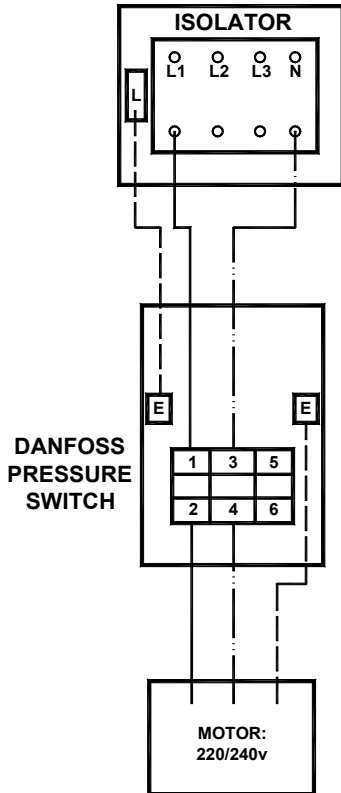 ISOLATOR
L1 L2 L3 N
L
E E
DANFOSS
PRESSURE
SWITCH
1 3 5
2 4 6
MOTOR:
220/240v